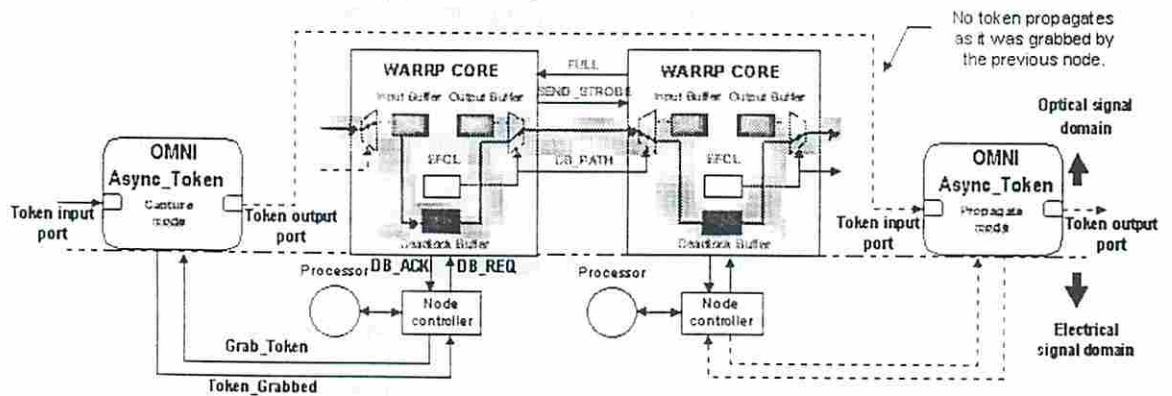 No token propagates
as it was grabbed by
the previous node.
Optical signal
domain
WARRP CORE
Input Buffer Output Buffer
EFCL
Deadlock Buffer
FULL
SEND_STROBE
DB_PATH
WARRP CORE
Input Buffer Output Buffer
EFCL
Deadlock Buffer
OMNI
Async_Token
Capture
mode
Token input
port
Token output
port
OMNI
Async_Token
Propagate
mode
Token input
port
Token output
port
DB_ACK DB_REQ
Processor
Node
controller
Processor
Node
controller
Grab_Token
Token_Grabbed
Electrical
signal domain